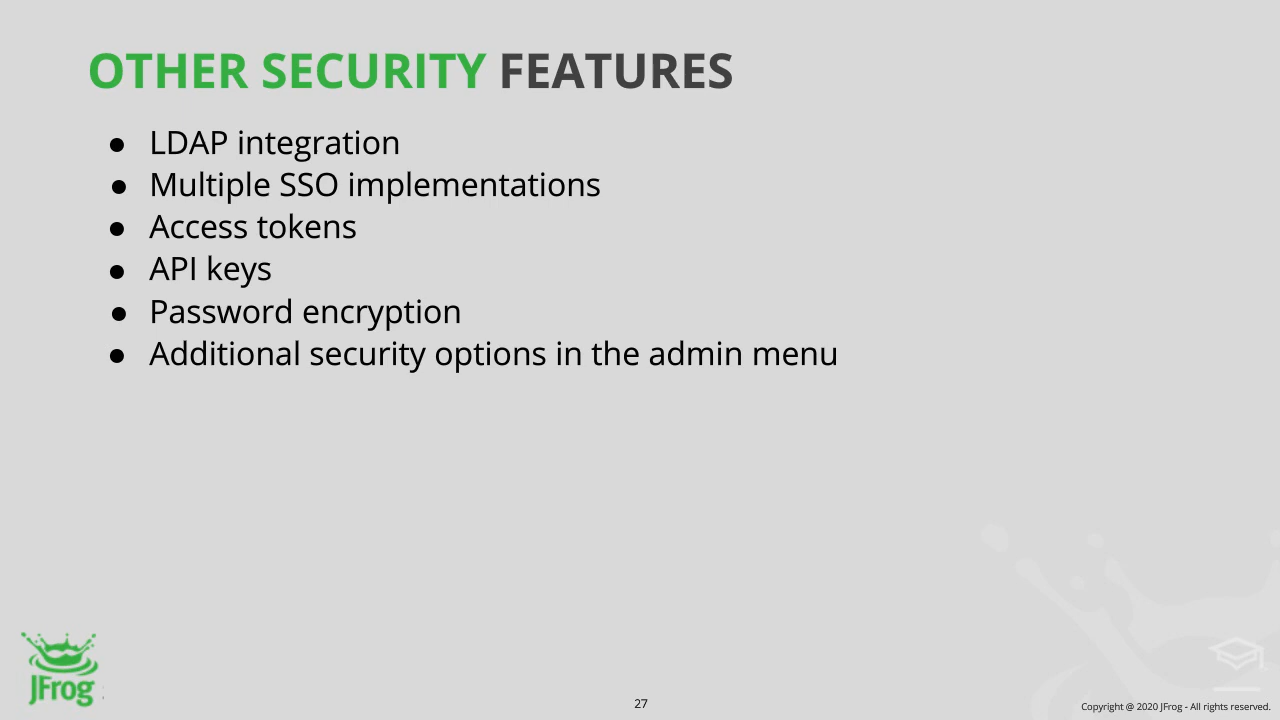 OTHER SECURITY FEATURES
● LDAP integration
● Multiple SSO implementations
● Access tokens
● API keys
● Password encryption
● Additional security options in the admin menu
JFrog
27
Copyright @ 2020 JFrog - All rights reserved.